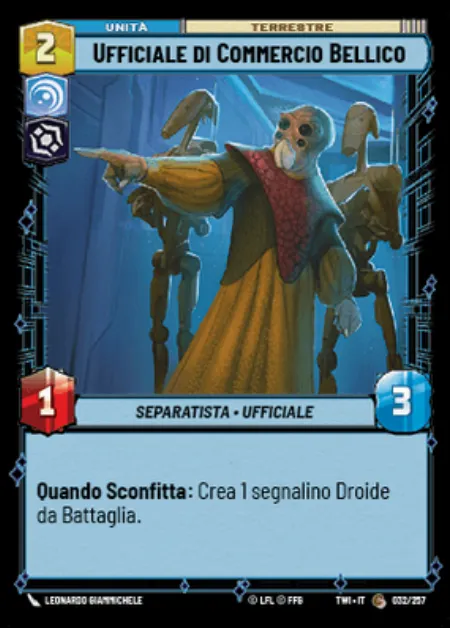 UNITÀ
TERRESTRE
2
UFFICIALE DI COMMERCIO BELLICO
1
3
SEPARATISTA • UFFICIALE
Quando Sconfitta: Crea 1 segnalino Droide
da Battaglia.
LEONARDO GIAMMICHELE
© LFL © FFG
TWI • IT
032/257